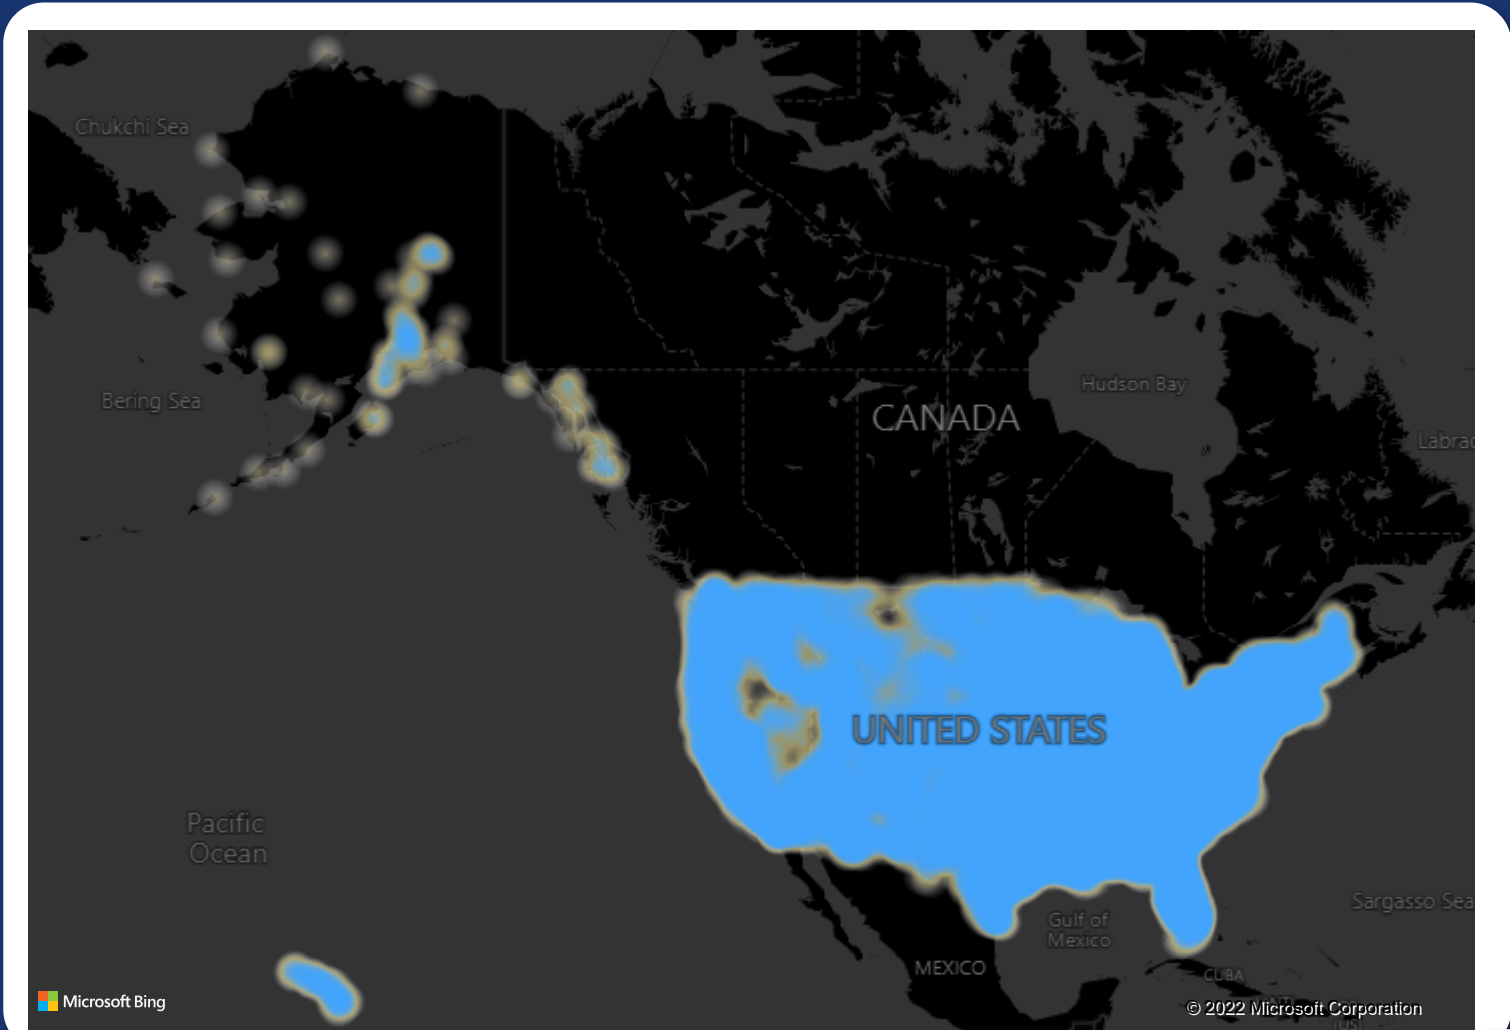 Chukchi Sea
Hudson Bay
Bering Sea
CANADA
Labrac
UNITED STATES
Pacific
Ocean
Sargasso Sea
Gulf of
Mexico
MEXICO
CUBA
Microsoft Bing
© 2022 Microsoft Corporation